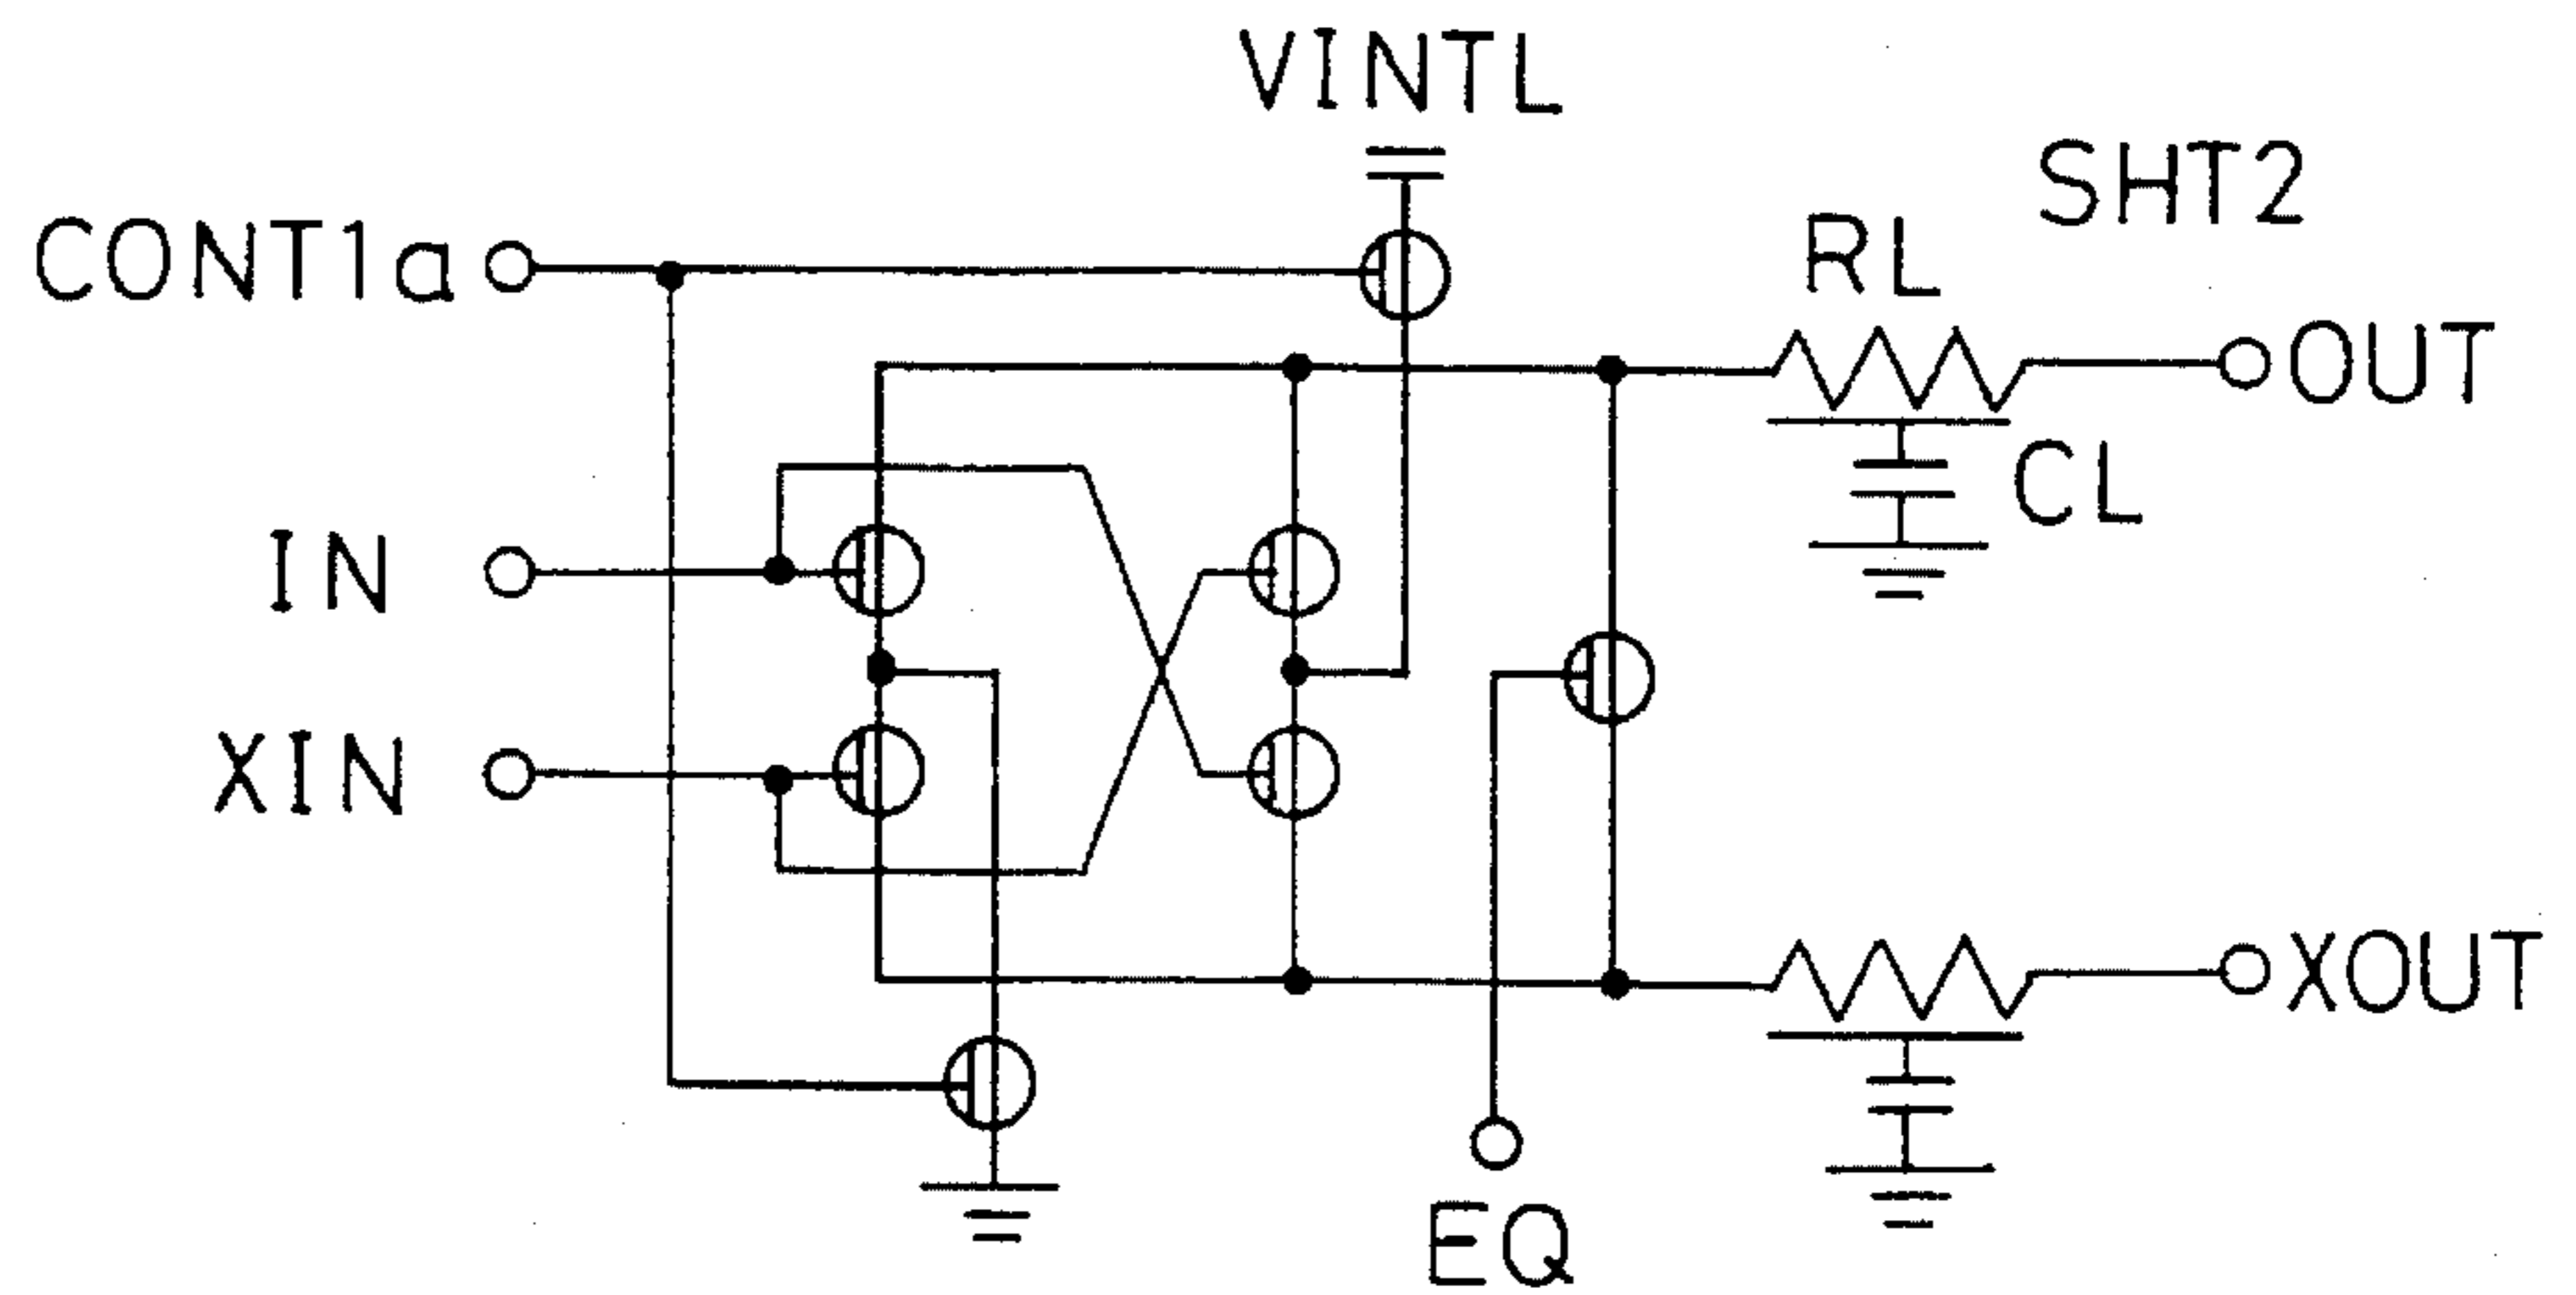 VINTL
SHT2
CONT1a
RL
OUT
CL
IN
XIN
XOUT
EQ